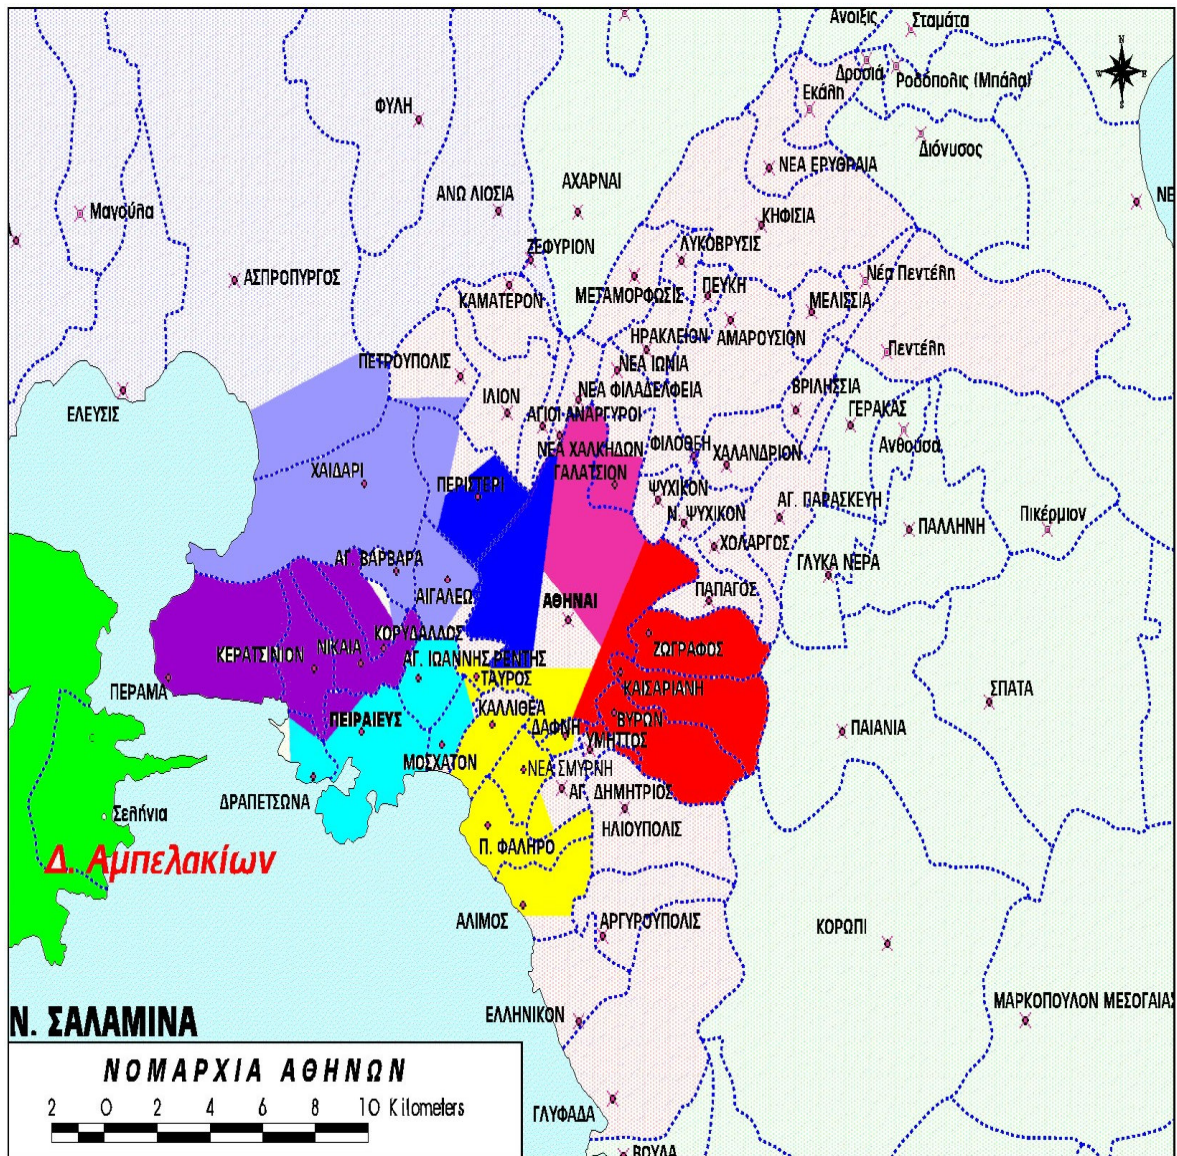 Ανοιξις
Σταμάτα
Δροσιά
Ροδόπολις (Μπάλα)
Εκάλη
ΦΥΛΗ
Διόνυσος
ΝΕΑ ΕΡΥΘΡΑΙΑ
ΑΧΑΡΝΑΙ
ΑΝΩ ΛΙΟΣΙΑ
ΝΕ
Μαγούλα
ΚΗΦΙΣΙΑ
ΖΕΦΥΡΙΟΝ
ΛΥΚΟΒΡΥΣΙΣ
ΑΣΠΡΟΠΥΡΓΟΣ
Νέα Πεντέλη
ΚΑΜΑΤΕΡΟΝ
ΜΕΤΑΜΟΡΦΩΣΙΣ
ΠΕΥΚΗ
ΜΕΛΙΣΣΙΑ
ΗΡΑΚΛΕΙΟΝ
ΑΜΑΡΟΥΣΙΟΝ
Πεντέλη
ΠΕΤΡΟΥΠΟΛΙΣ
ΝΕΑ ΙΩΝΙΑ
ΙΛΙΟΝ
ΝΕΑ ΦΙΛΑΔΕΛΦΕΙΑ
ΒΡΙΛΗΣΣΙΑ
ΕΛΕΥΣΙΣ
ΑΓΙΟΙ ΑΝΑΡΓΥΡΟΙ
ΓΕΡΑΚΑΣ
Ανθούσα
ΝΕΑ ΧΑΛΚΗΔΩΝ
ΦΙΛΟΘΕΗ
ΧΑΛΑΝΔΡΙΟΝ
ΧΑΙΔΑΡΙ
ΓΑΛΑΤΣΙΟΝ
ΠΕΡΙΣΤΕΡΙ
ΨΥΧΙΚΟΝ
ΑΓ. ΠΑΡΑΣΚΕΥΗ
Ν. ΨΥΧΙΚΟΝ
Πικέρμιον
ΠΑΛΛΗΝΗ
ΧΟΛΑΡΓΟΣ
ΑΓ. ΒΑΡΒΑΡΑ
ΓΛΥΚΑ ΝΕΡΑ
ΑΙΓΑΛΕΩ
ΠΑΠΑΓΟΣ
ΑΘΗΝΑΙ
ΚΟΡΥΔΑΛΛΟΣ
ΝΙΚΑΙΑ
ΖΩΓΡΑΦΟΣ
ΚΕΡΑΤΣΙΝΙΟΝ
ΑΓ. ΙΩΑΝΝΗΣ ΡΕΝΤΗΣ
ΤΑΥΡΟΣ
ΚΑΙΣΑΡΙΑΝΗ
ΠΕΡΑΜΑ
ΣΠΑΤΑ
ΚΑΛΛΙΘΕΑ
ΠΕΙΡΑΙΕΥΣ
ΒΥΡΩΝ
ΔΑΦΝΗ
ΠΑΙΑΝΙΑ
ΥΜΗΤΤΟΣ
ΜΟΣΧΑΤΟΝ
ΝΕΑ ΣΜΥΡΝΗ
ΑΓ. ΔΗΜΗΤΡΙΟΣ
ΔΡΑΠΕΤΣΩΝΑ
Σελήνια
ΗΛΙΟΥΠΟΛΙΣ
Π. ΦΑΛΗΡΟ
Δ. Αμπελακίων
ΑΛΙΜΟΣ
ΑΡΓΥΡΟΥΠΟΛΙΣ
ΚΟΡΩΠΙ
ΜΑΡΚΟΠΟΥΛΟΝ ΜΕΣΟΓΑΙΑΣ
ΕΛΛΗΝΙΚΟΝ
Ν. ΣΑΛΑΜΙΝΑ
ΝΟΜΑΡΧΙΑ ΑΘΗΝΩΝ
2 0 2 4 6 8 10 Kilometers
ΓΛΥΦΑΔΑ
ΒΟΥΛΑ